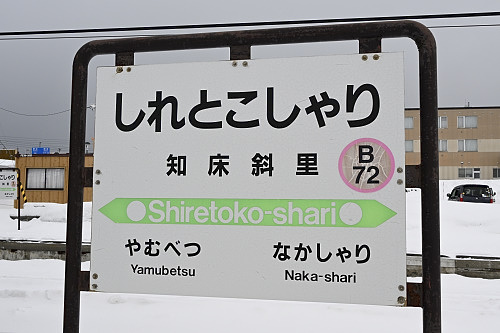 しれとこしゃり
知床斜里
B
72
Shiretoko-shari
やむべつ なかしゃり
Yamubetsu Naka-shari